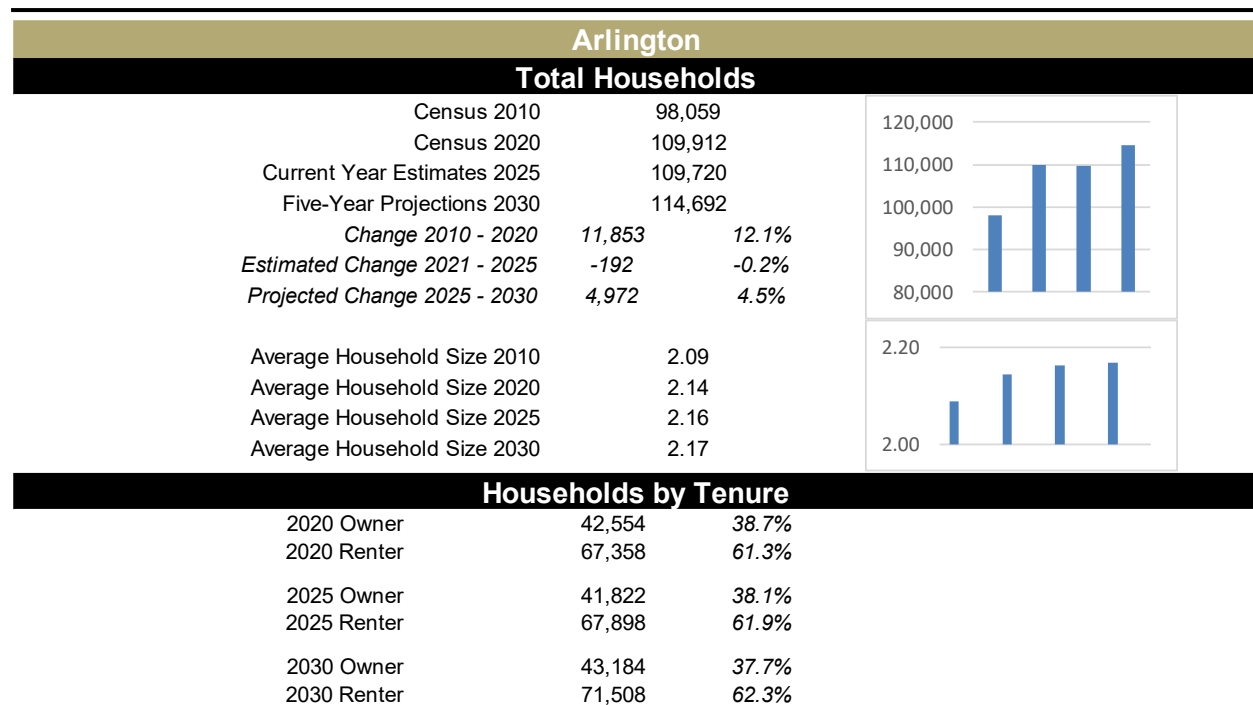 Arlington
Total Households
Census 2010 98,059
Census 2020 109,912
Current Year Estimates 2025 109,720
Five-Year Projections 2030 114,692
Change 2010 - 2020 11,853 12.1%
Estimated Change 2021 - 2025 -192 -0.2%
Projected Change 2025 - 2030 4,972 4.5%
120,000
110,000
100,000
90,000
80,000
Average Household Size 2010 2.09
Average Household Size 2020 2.14
Average Household Size 2025 2.16
Average Household Size 2030 2.17
2.20
2.00
Households by Tenure
2020 Owner 42,554 38.7%
2020 Renter 67,358 61.3%
2025 Owner 41,822 38.1%
2025 Renter 67,898 61.9%
2030 Owner 43,184 37.7%
2030 Renter 71,508 62.3%